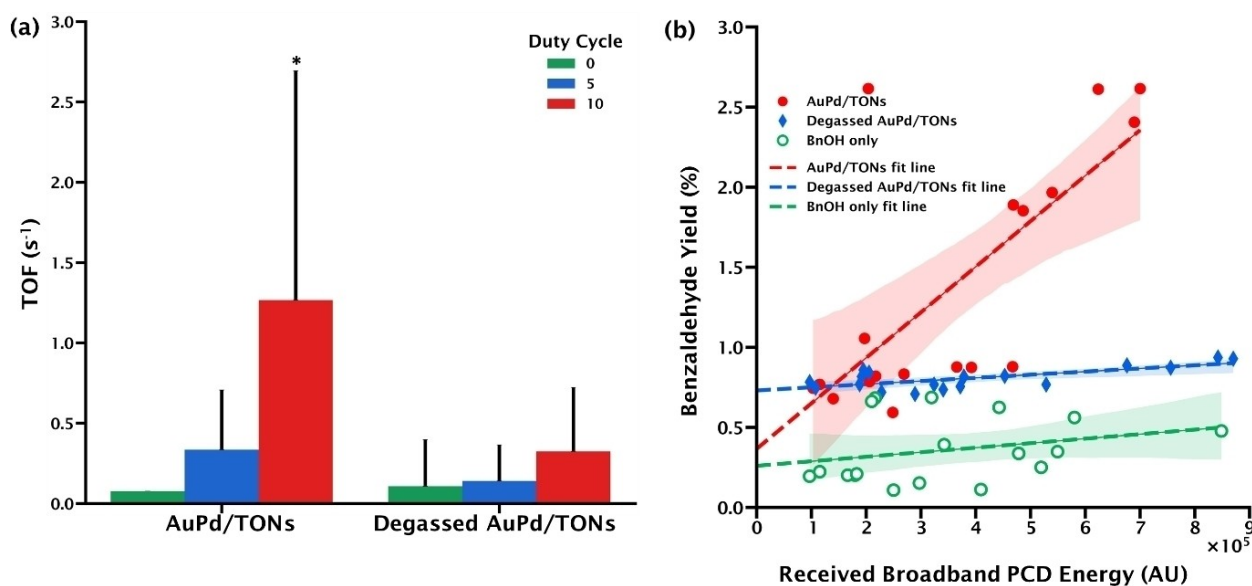 (a)
TOF (s⁻¹)
3.0
2.5
2.0
1.5
1.0
0.5
0.0
*
Duty Cycle
0
5
10
AuPd/TONs
Degassed AuPd/TONs
(b)
Benzaldehyde Yield (%)
3.0
2.5
2.0
1.5
1.0
0.5
0.0
AuPd/TONs
Degassed AuPd/TONs
BnOH only
AuPd/TONs fit line
Degassed AuPd/TONs fit line
BnOH only fit line
0 1 2 3 4 5 6 7 8 9
×10⁵
Received Broadband PCD Energy (AU)